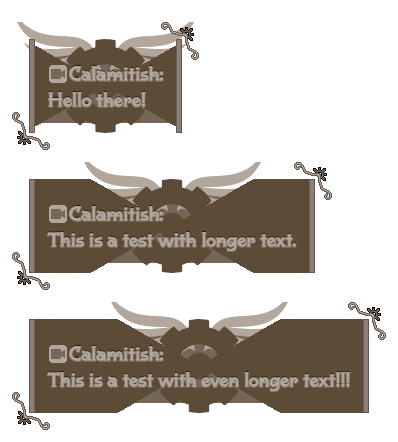 Calamitish:
Hello there!
Calamitish:
This is a test with longer text.
Calamitish:
This is a test with even longer text!!!